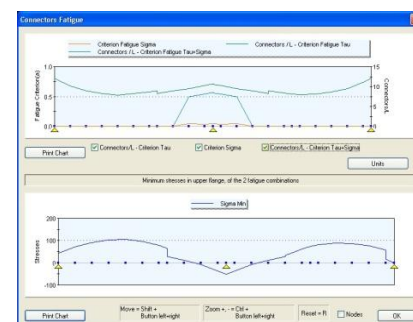 Connectors Fatigue
Criterion Fatigue Sigma
Connectors /L - Criterion Fatigue Tau
Connectors /L - Criterion Fatigue Tau+Sigma
1.0
0.5
0.0
Fatigue Criterion(s)
15
10
5
0
Connectors/L
Print Chart
Connectors/L - Criterion Tau
Criterion Sigma
Connectors/L - Criterion Tau+Sigma
Units
Minimum stresses in upper flange, of the 2 fatigue combinations
Sigma Min
200
100
0
-100
Stresses
Print Chart
Move = Shift +
Button left+right
Zoom +, - = Ctrl +
Button left+right
Reset = R
Nodes
OK